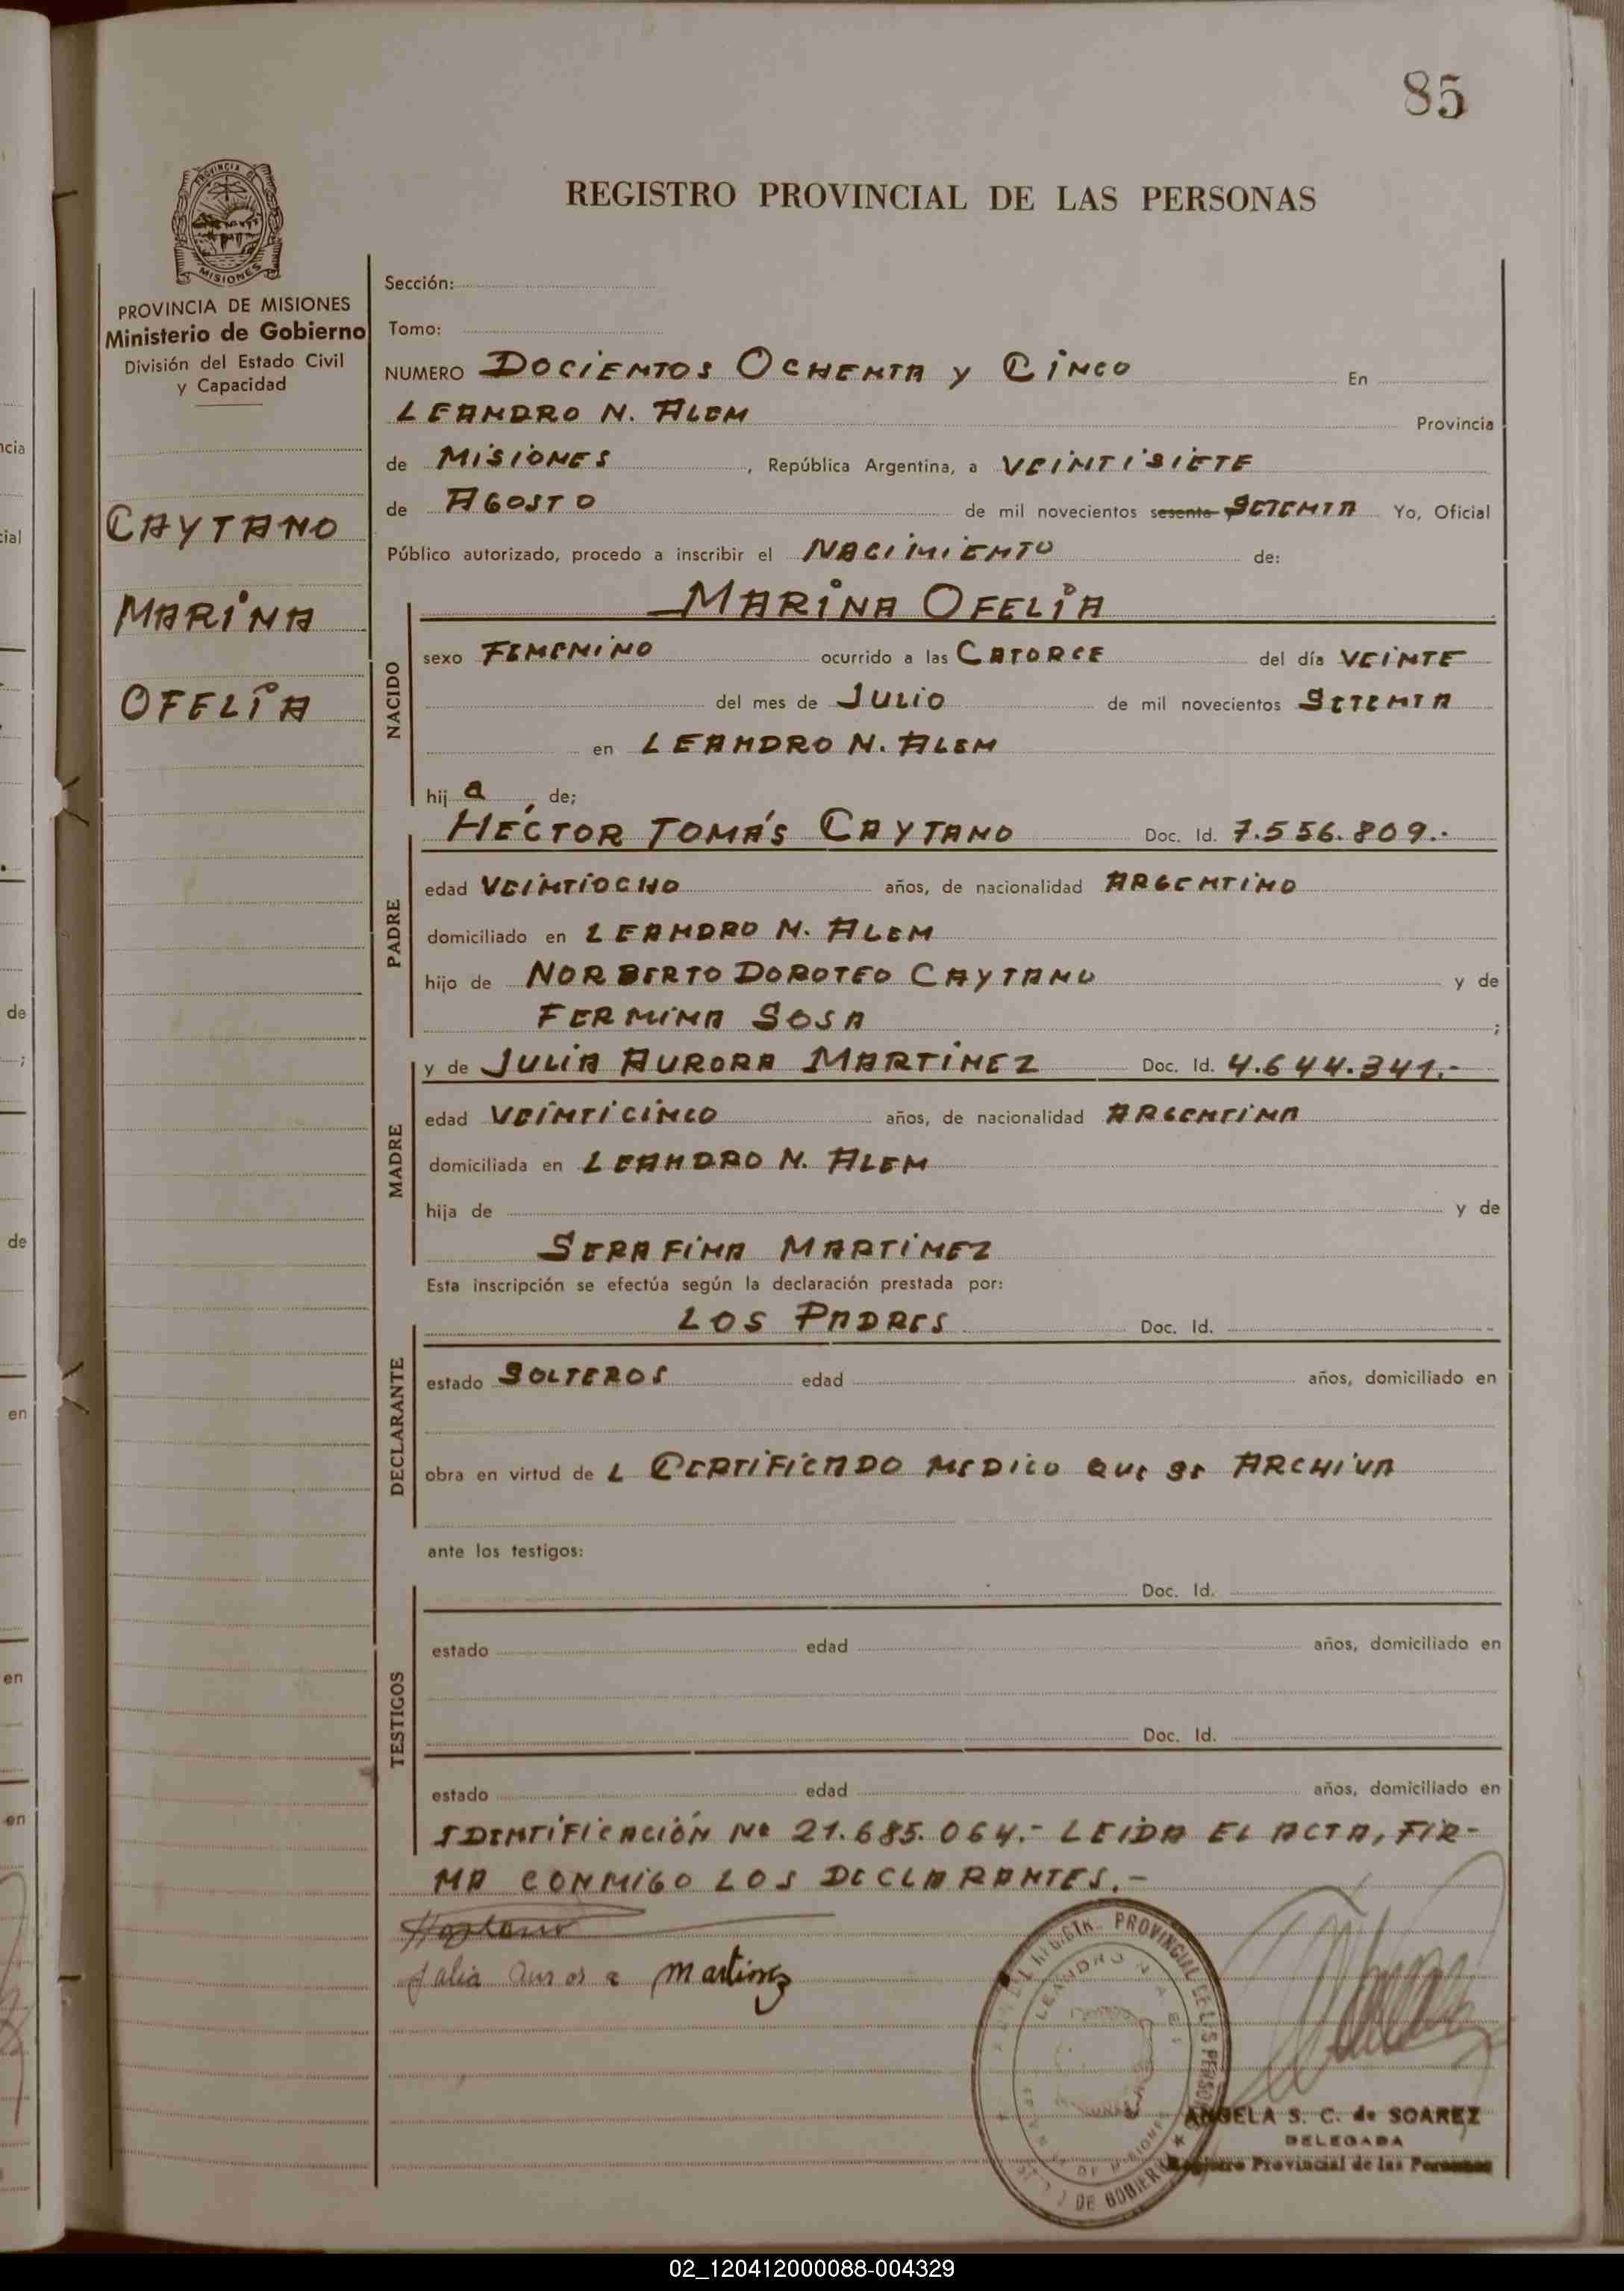 85
REGISTRO PROVINCIAL DE LAS PERSONAS
PROVINCIA DE
MISIONES
PROVINCIA DE MISIONES
Ministerio de Gobierno
División del Estado Civil
y Capacidad
CAYTANO
MARINA
OFELIA
Sección:
Tomo:
NUMERO DOCIENTOS OCHENTA Y CINCO En
LEANDRO N. ALEM Provincia
de MISIONES, República Argentina, a VEINTISIETE
de AGOSTO de mil novecientos sesenta SETENTA Yo, Oficial
Público autorizado, procedo a inscribir el NACIMIENTO de:
MARINA OFELIA
NACIDO
sexo FEMENINO ocurrido a las CATORCE del día VEINTE
del mes de JULIO de mil novecientos SETENTA
en LEANDRO N. ALEM
hij a de;
HÉCTOR TOMÁS CAYTANO Doc. Id. 7.556.809.-
PADRE
edad VEINTIOCHO años, de nacionalidad ARGENTINO
domiciliado en LEANDRO N. ALEM
hijo de NORBERTO DOROTEO CAYTANO y de
FERMINA SOSA ;
y de JULIA AURORA MARTÍNEZ Doc. Id. 4.644.341.-
MADRE
edad VEINTICINCO años, de nacionalidad ARGENTINA
domiciliada en LEANDRO N. ALEM
hija de y de
SERAFINA MARTÍNEZ
Esta inscripción se efectúa según la declaración prestada por:
LOS PADRES Doc. Id.
DECLARANTE
estado SOLTEROS edad años, domiciliado en
obra en virtud de L CERTIFICADO MEDICO QUE SE ARCHIVA
ante los testigos:
Doc. Id.
TESTIGOS
estado edad años, domiciliado en
Doc. Id.
estado edad años, domiciliado en
IDENTIFICACIÓN Nº 21.685.064.- LEIDA EL ACTA, FIR-
MA CONMIGO LOS DECLARANTES.-
Julia Aurora Martinez
PROVINCIAL DE LAS PERSONAS
LEANDRO N. ALEM
DE MISIONES
DE GOBIERNO
ANGELA S. C. de SOAREZ
DELEGADA
Registro Provincial de las Personas
02_120412000088-004329